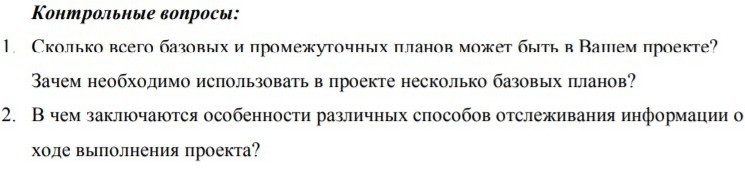 Контрольные вопросы:
1. Сколько всего базовых и промежуточных планов может быть в Вашем проекте?
Зачем необходимо использовать в проекте несколько базовых планов?
2. В чем заключаются особенности различных способов отслеживания информации о
ходе выполнения проекта?